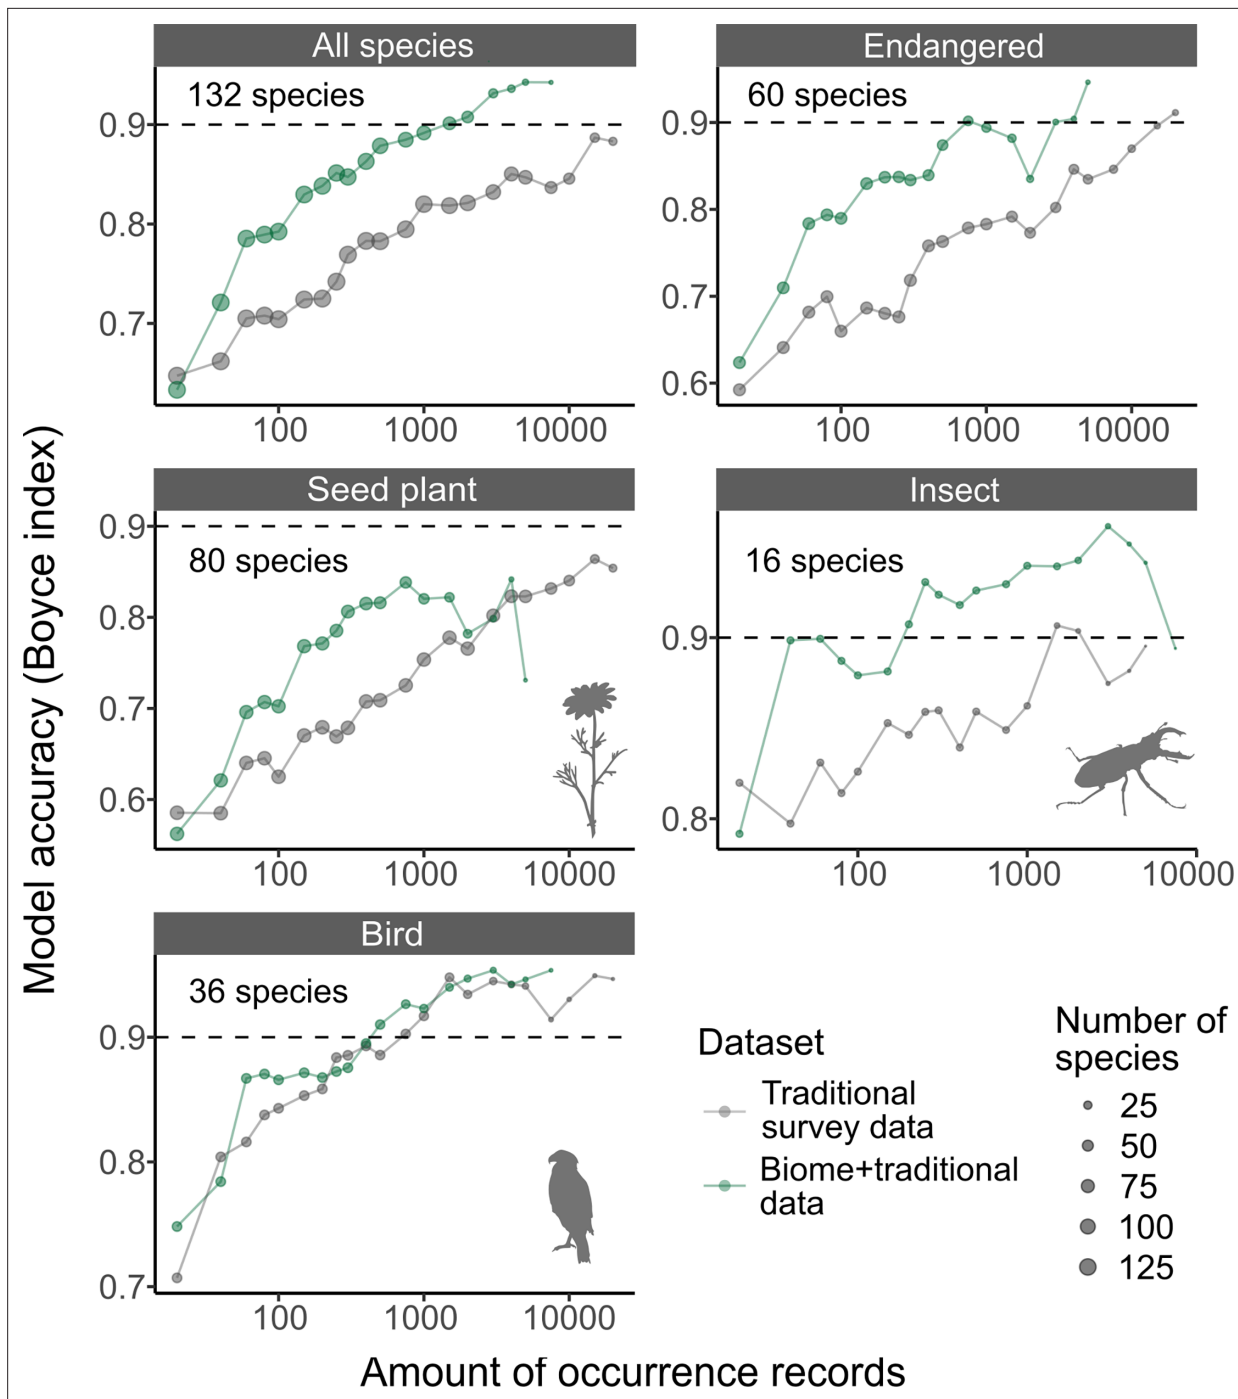 All species
132 species
0.9
0.8
0.7
100
1000
10000
Endangered
60 species
0.9
0.8
0.7
0.6
100
1000
10000
Seed plant
80 species
0.9
0.8
0.7
0.6
100
1000
10000
Insect
16 species
0.9
0.8
100
1000
10000
Bird
36 species
0.9
0.8
0.7
100
1000
10000
Model accuracy (Boyce index)
Amount of occurrence records
Dataset
Traditional
survey data
Biome+traditional
data
Number of
species
25
50
75
100
125